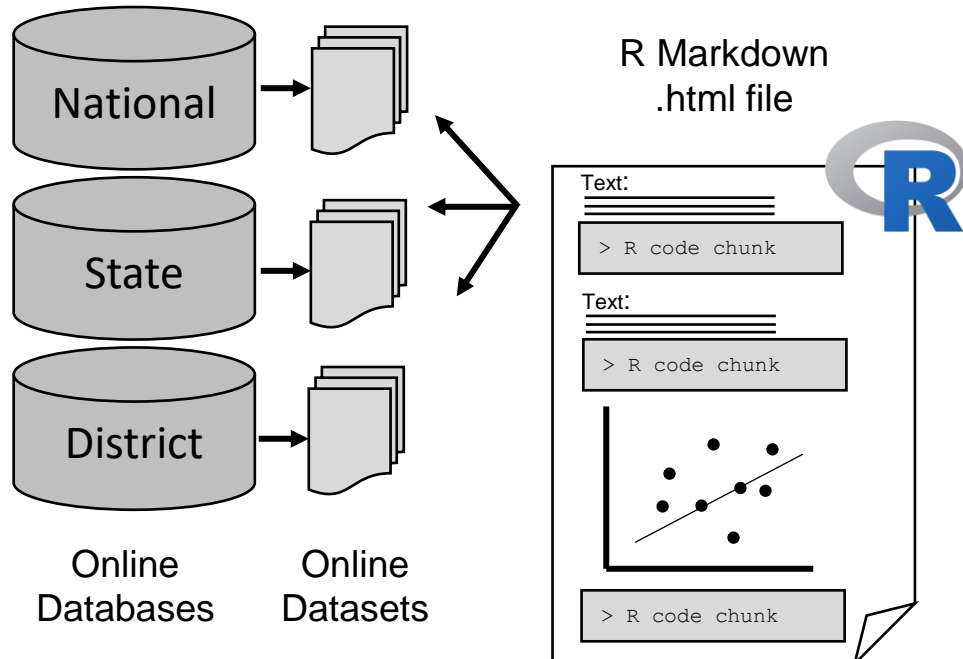 National
State
District
Online
Databases
Online
Datasets
R Markdown
.html file
R
Text:
> R code chunk
Text:
> R code chunk
> R code chunk